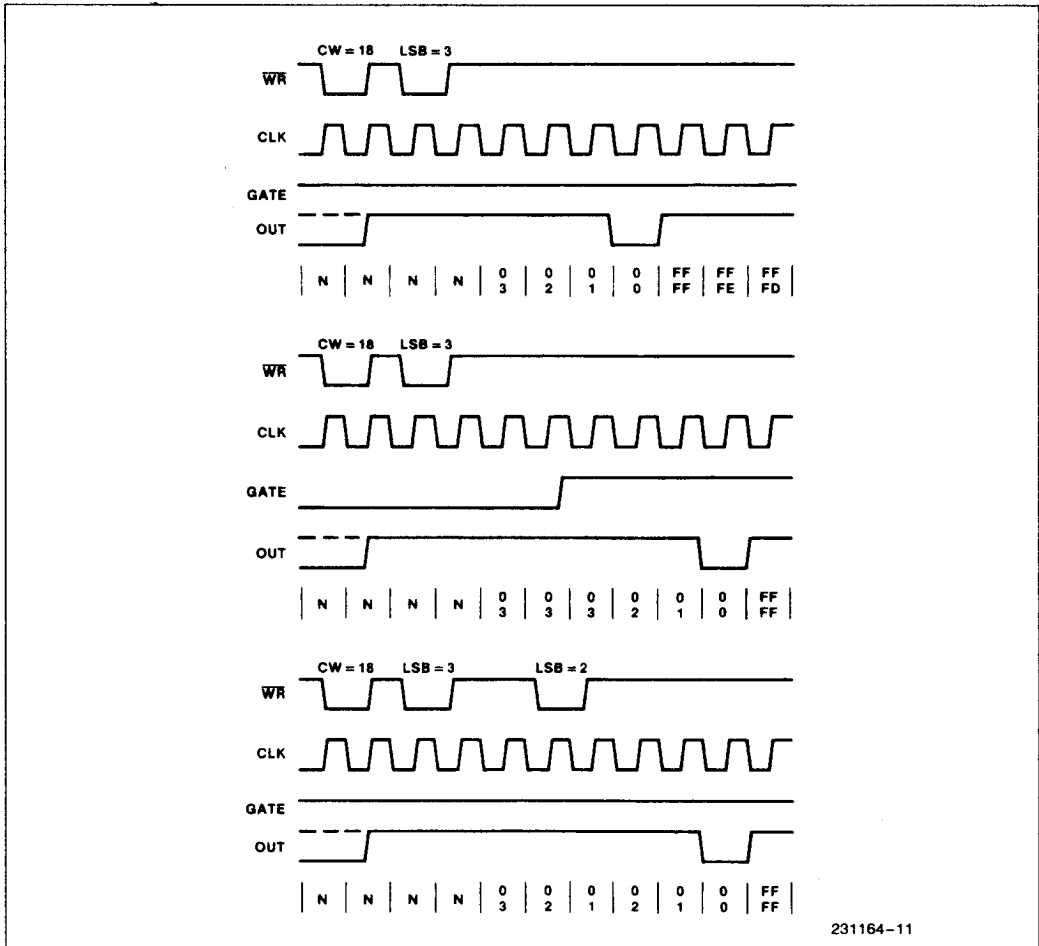 CW = 18 LSB = 3
WR
CLK
GATE
OUT
N N N N 0 0 0 0 FF FF FF
3 2 1 0 FF FE FD
CW = 18 LSB = 3
WR
CLK
GATE
OUT
N N N N 0 0 0 0 0 0 FF
3 3 3 2 1 0 FF
CW = 18 LSB = 3 LSB = 2
WR
CLK
GATE
OUT
N N N N 0 0 0 0 0 0 FF
3 2 1 2 1 0 FF
231164-11